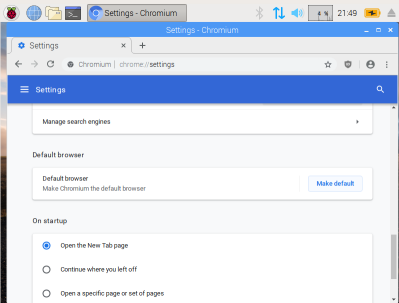 Settings - Chromium
21:49
Settings - Chromium
Settings
Chromium | chrome://settings
Settings
Manage search engines
Default browser
Default browser
Make Chromium the default browser
Make default
On startup
Open the New Tab page
Continue where you left off
Open a specific page or set of pages